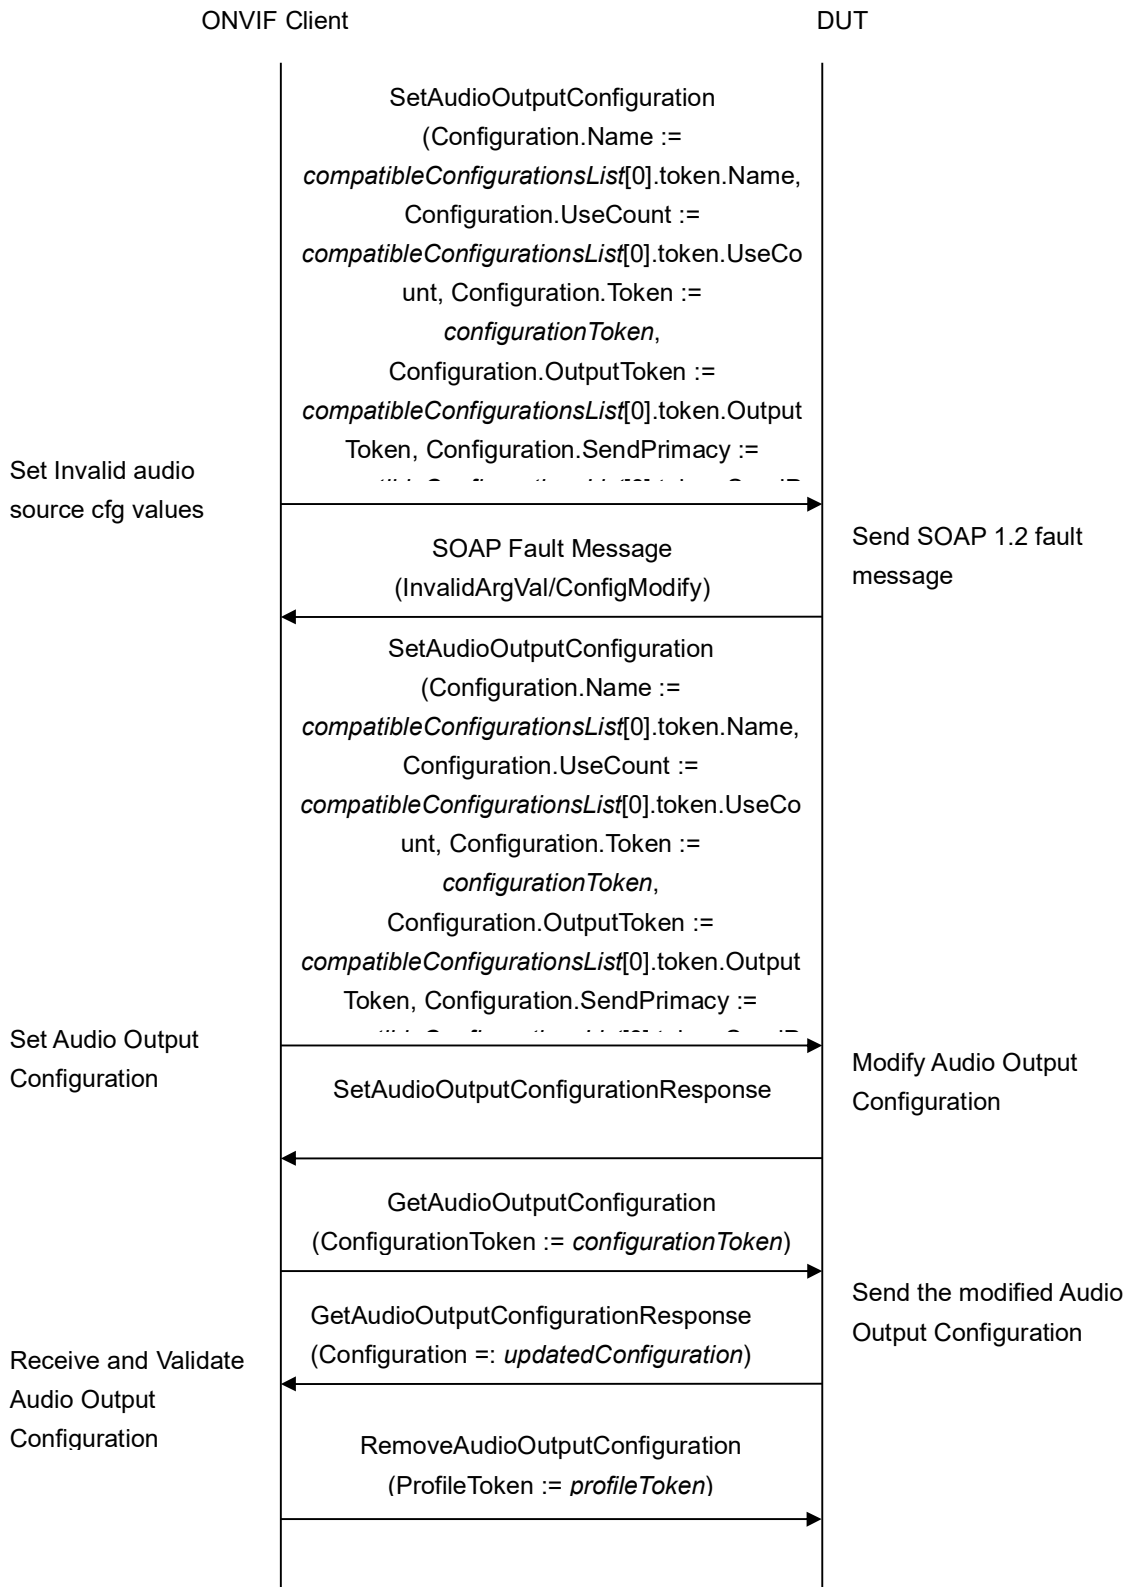 ONVIF Client
DUT
SetAudioOutputConfiguration
(Configuration.Name :=
compatibleConfigurationsList[0].token.Name,
Configuration.UseCount :=
compatibleConfigurationsList[0].token.UseCo
unt, Configuration.Token :=
configurationToken,
Configuration.OutputToken :=
compatibleConfigurationsList[0].token.Output
Token, Configuration.SendPrimacy :=
Set Invalid audio
source cfg values
SOAP Fault Message
(InvalidArgVal/ConfigModify)
Send SOAP 1.2 fault
message
SetAudioOutputConfiguration
(Configuration.Name :=
compatibleConfigurationsList[0].token.Name,
Configuration.UseCount :=
compatibleConfigurationsList[0].token.UseCo
unt, Configuration.Token :=
configurationToken,
Configuration.OutputToken :=
compatibleConfigurationsList[0].token.Output
Token, Configuration.SendPrimacy :=
Set Audio Output
Configuration
SetAudioOutputConfigurationResponse
Modify Audio Output
Configuration
GetAudioOutputConfiguration
(ConfigurationToken := configurationToken)
Send the modified Audio
Output Configuration
GetAudioOutputConfigurationResponse
(Configuration =: updatedConfiguration)
Receive and Validate
Audio Output
Configuration
RemoveAudioOutputConfiguration
(ProfileToken := profileToken)